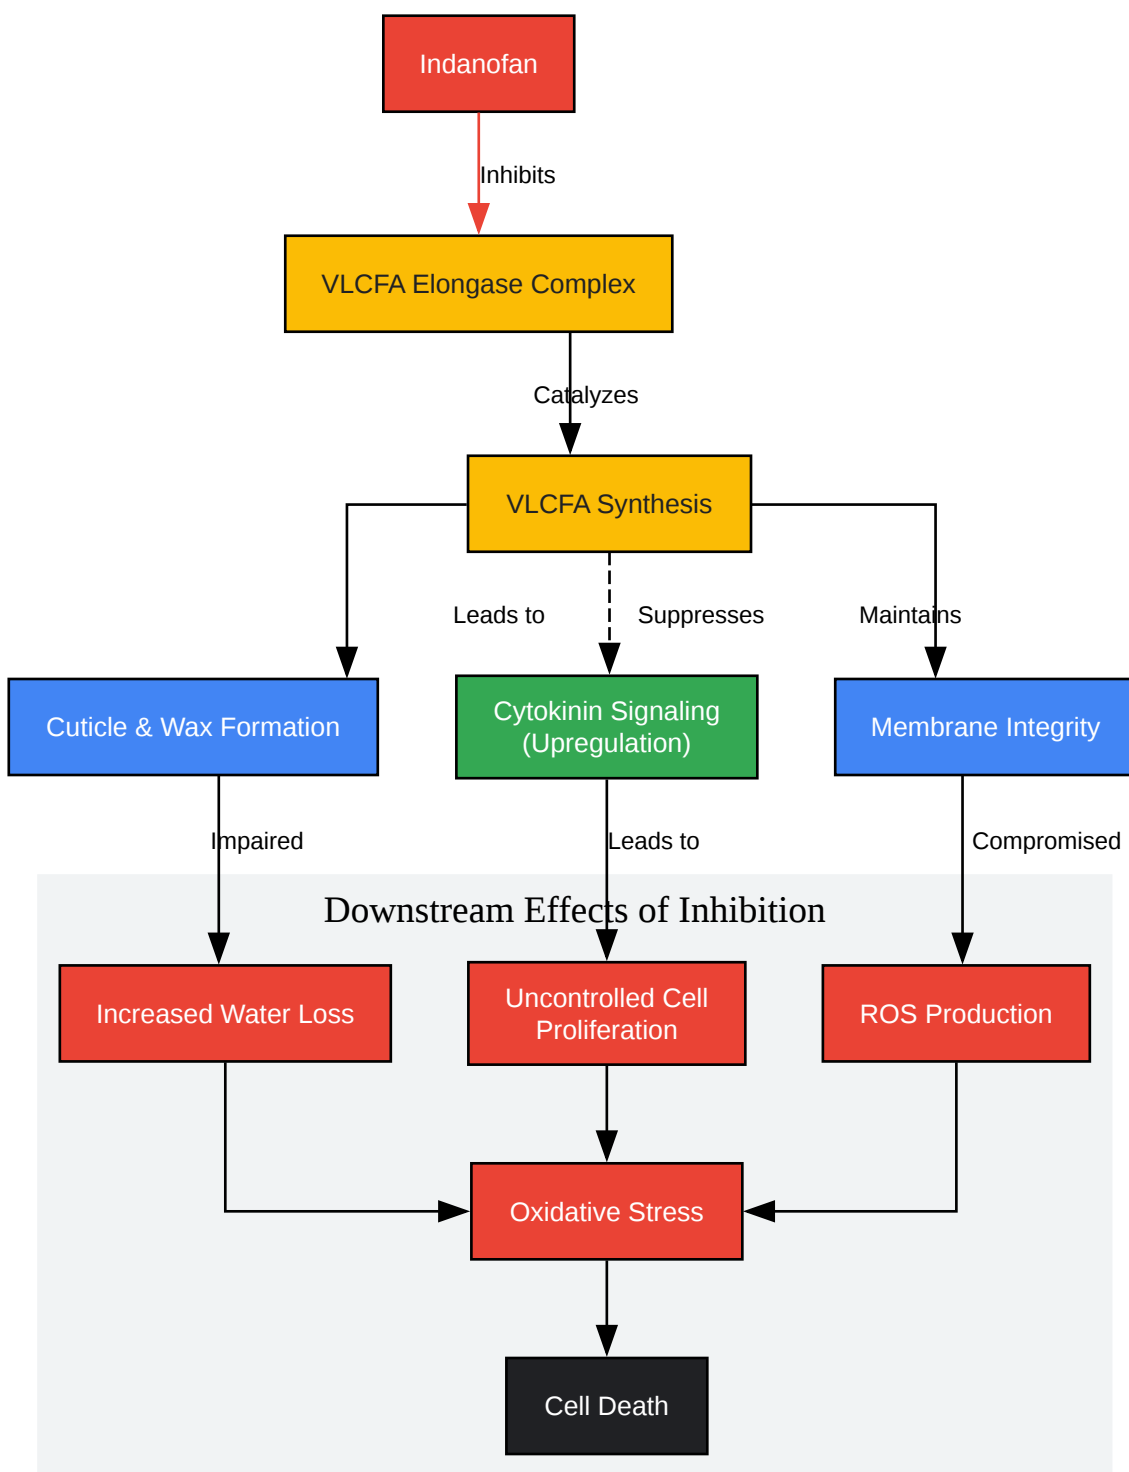 Indanofan
Inhibits
VLCFA Elongase Complex
Catalyzes
VLCFA Synthesis
Leads to
Suppresses
Maintains
Cuticle & Wax Formation
Cytokinin Signaling
(Upregulation)
Membrane Integrity
Impaired
Leads to
Compromised
Downstream Effects of Inhibition
Increased Water Loss
Uncontrolled Cell
Proliferation
ROS Production
Oxidative Stress
Cell Death